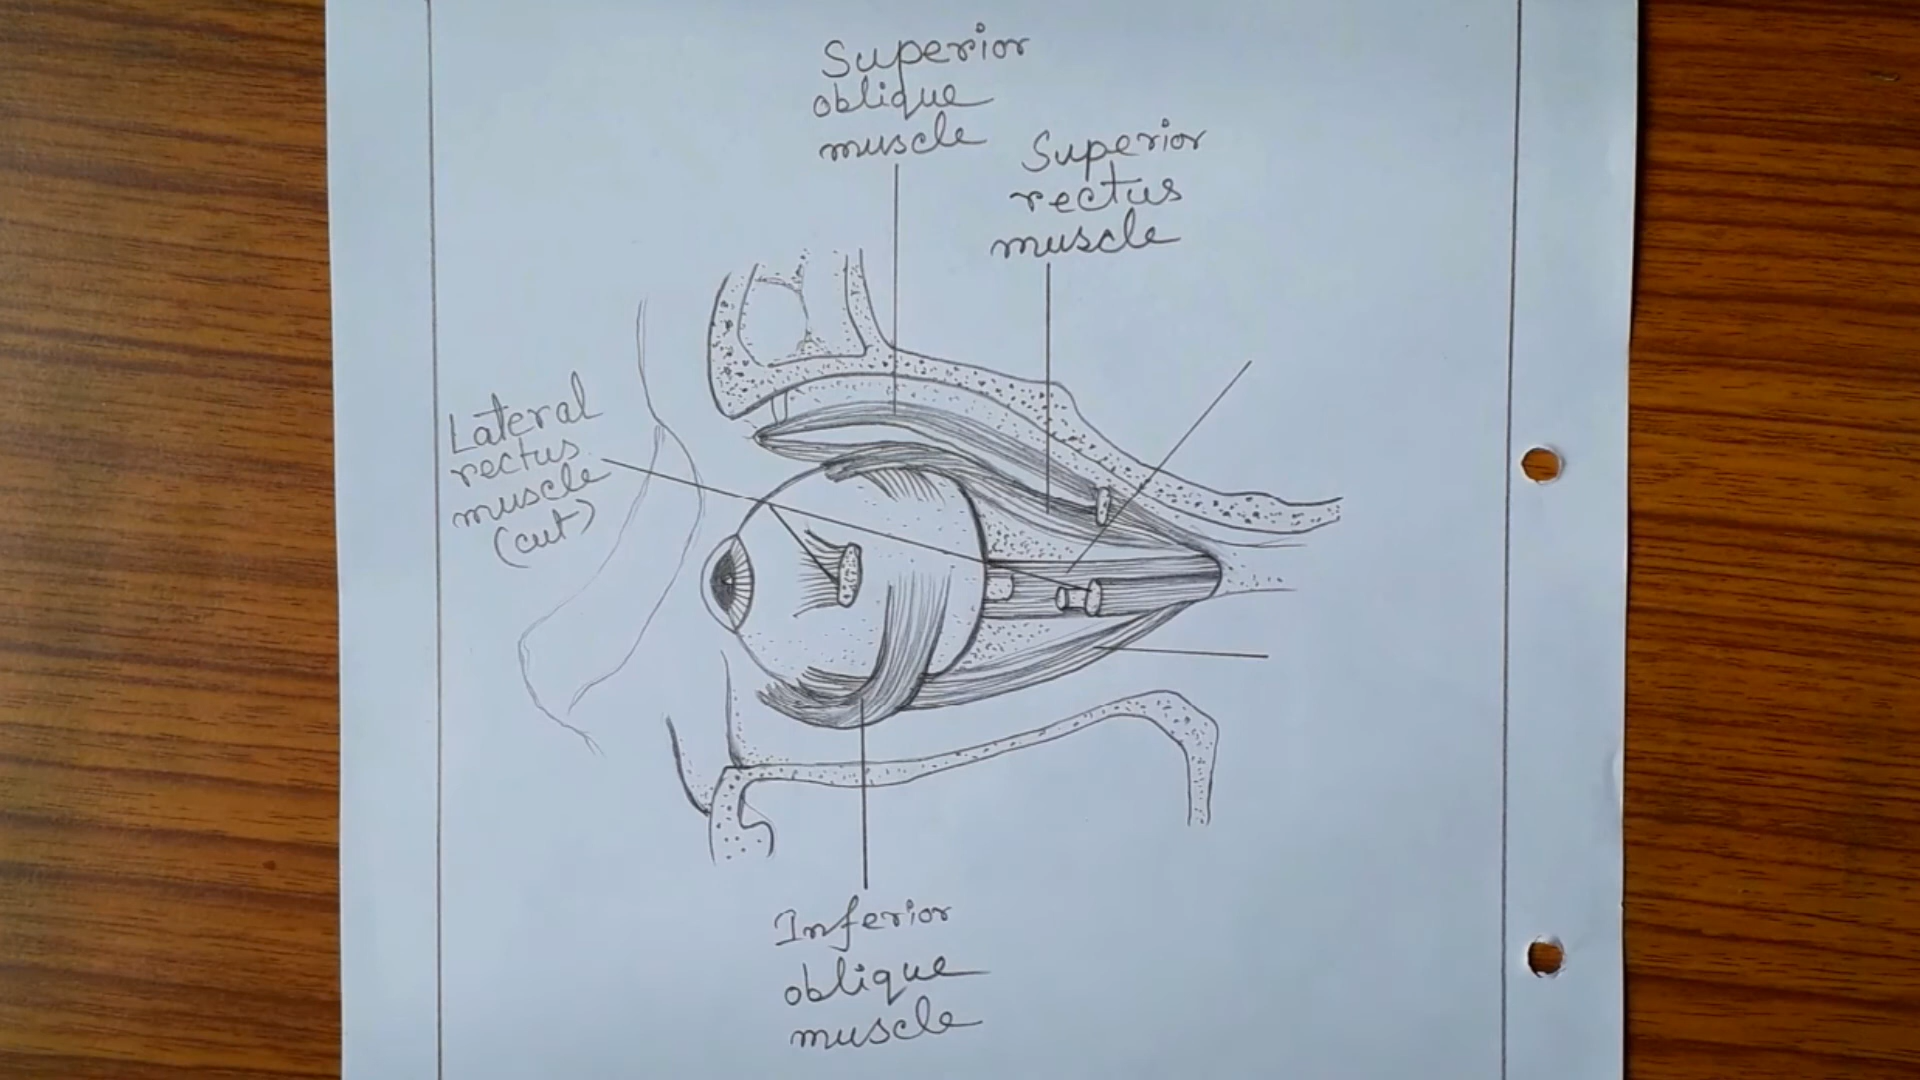 Superior
oblique
muscle
Superior
rectus
muscle
Lateral
rectus
muscle
(cut)
Inferior
oblique
muscle